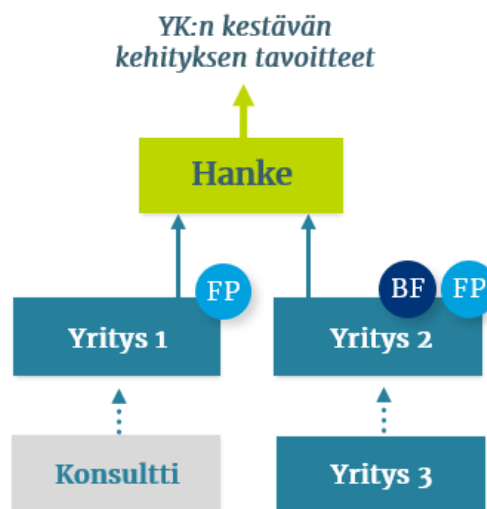 YK:n kestävän
kehityksen tavoitteet
Hanke
FP
BF FP
Yritys 1
Yritys 2
Konsultti
Yritys 3